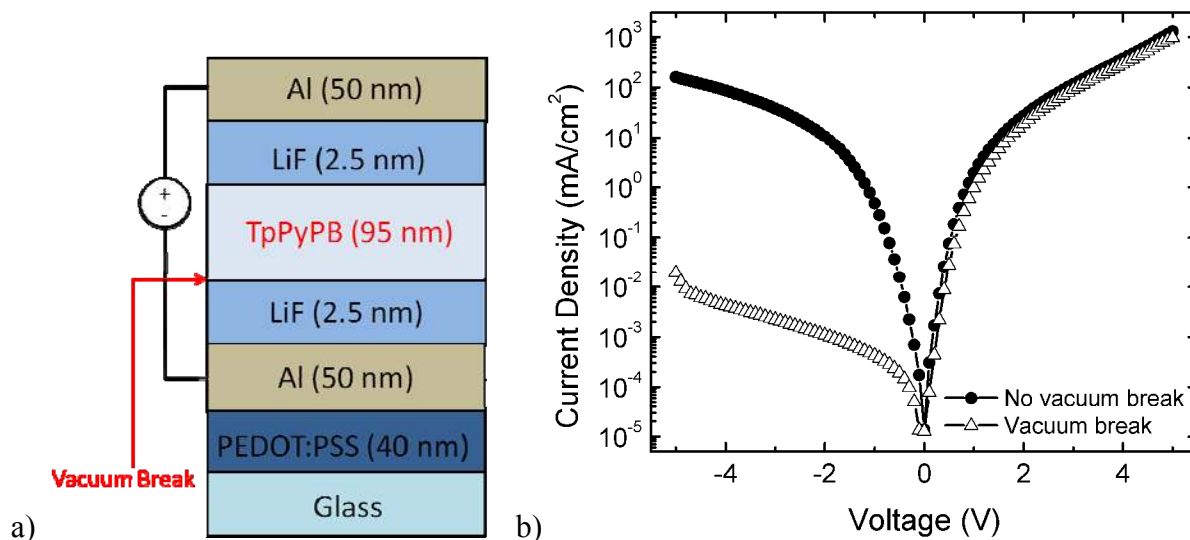 Al (50 nm)
LiF (2.5 nm)
+
-
TpPyPB (95 nm)
LiF (2.5 nm)
Al (50 nm)
PEDOT:PSS (40 nm)
Vacuum Break
Glass
a)
b)
Current Density (mA/cm²)
10³
10²
10¹
10⁰
10⁻¹
10⁻²
10⁻³
10⁻⁴
10⁻⁵
No vacuum break
Vacuum break
-4 -2 0 2 4
Voltage (V)